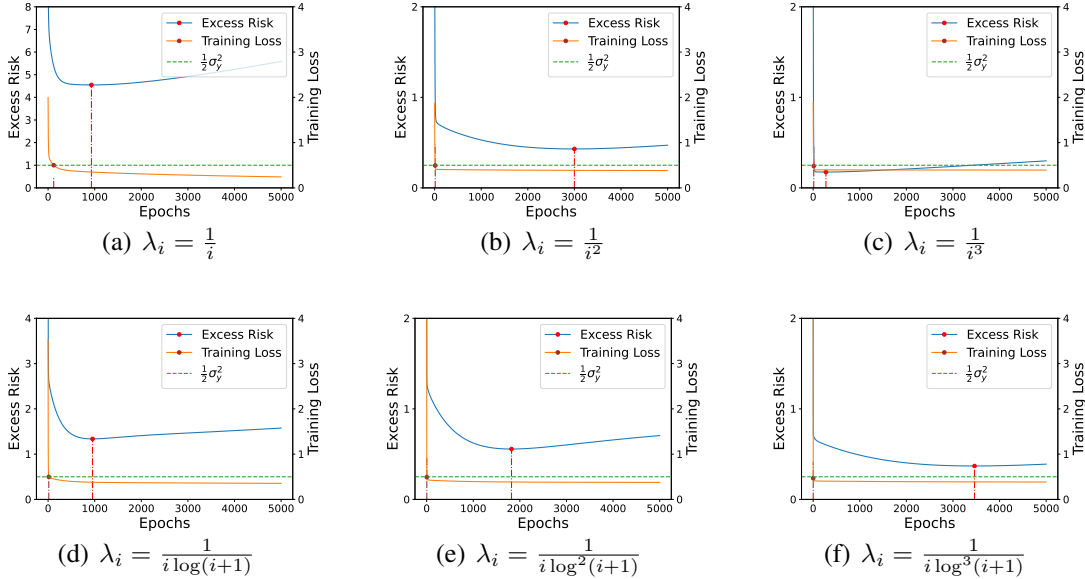 Excess Risk
Training Loss
½σ_y²
8
7
6
5
4
3
2
1
0
4
3
2
1
0
Excess Risk
Training Loss
0 1000 2000 3000 4000 5000
Epochs
(a) λ_i = 1/i
Excess Risk
Training Loss
½σ_y²
2
1
0
4
3
2
1
0
Excess Risk
Training Loss
0 1000 2000 3000 4000 5000
Epochs
(b) λ_i = 1/i²
Excess Risk
Training Loss
½σ_y²
2
1
0
4
3
2
1
0
Excess Risk
Training Loss
0 1000 2000 3000 4000 5000
Epochs
(c) λ_i = 1/i³
Excess Risk
Training Loss
½σ_y²
4
3
2
1
0
4
3
2
1
0
Excess Risk
Training Loss
0 1000 2000 3000 4000 5000
Epochs
(d) λ_i = 1/(i log(i+1))
Excess Risk
Training Loss
½σ_y²
2
1
0
4
3
2
1
0
Excess Risk
Training Loss
0 1000 2000 3000 4000 5000
Epochs
(e) λ_i = 1/(i log²(i+1))
Excess Risk
Training Loss
½σ_y²
2
1
0
4
3
2
1
0
Excess Risk
Training Loss
0 1000 2000 3000 4000 5000
Epochs
(f) λ_i = 1/(i log³(i+1))